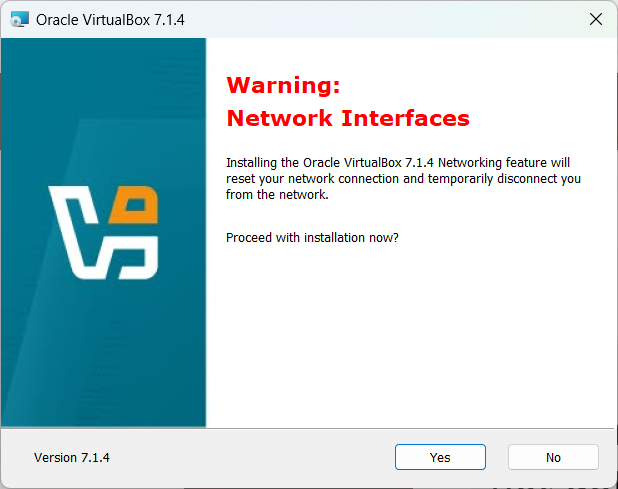 Oracle VirtualBox 7.1.4
Warning:
Network Interfaces
Installing the Oracle VirtualBox 7.1.4 Networking feature will
reset your network connection and temporarily disconnect you
from the network.
Proceed with installation now?
Version 7.1.4
Yes
No